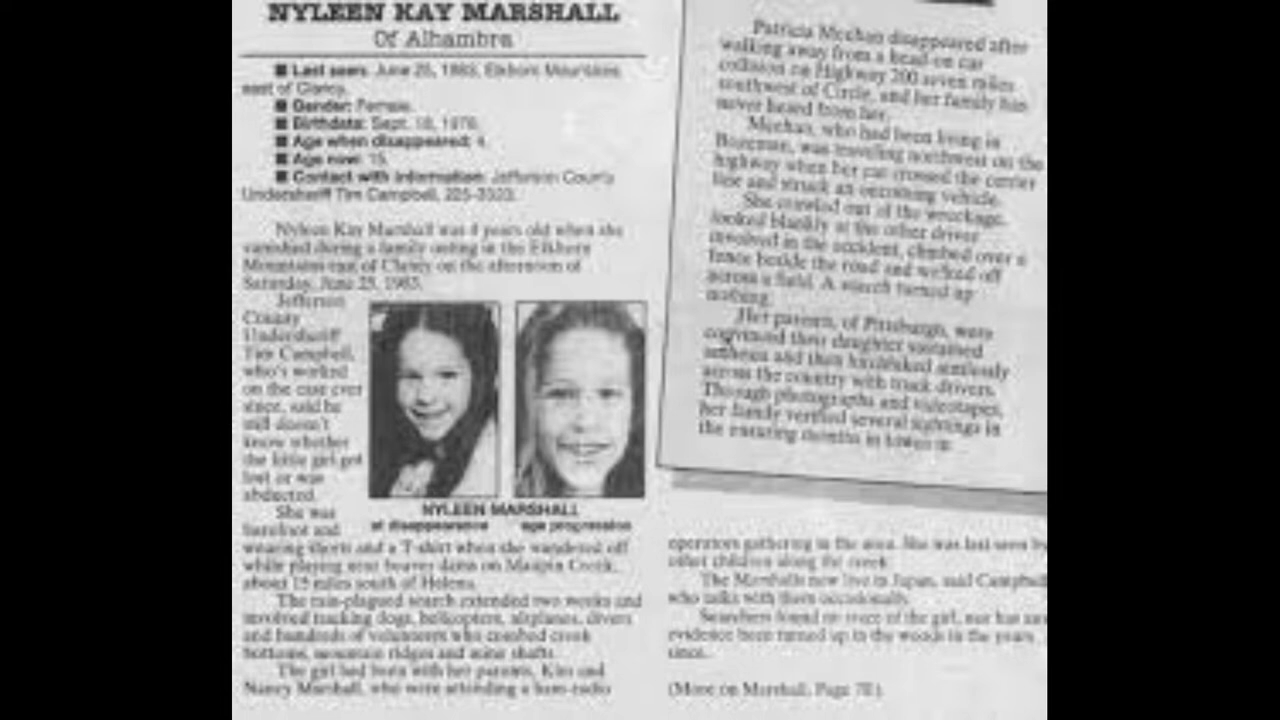 NYLEEN KAY MARSHALL
Of Alhambra
■ Last seen: June 25, 1983, Elkhorn Mountains
east of Clancy.
■ Gender: Female.
■ Birthdate: Sept. 18, 1978.
■ Age when disappeared: 4.
■ Age now: 15.
■ Contact with information: Jefferson County
Undersheriff Tim Campbell, 225-3323.
Nyleen Kay Marshall was 4 years old when she
vanished during a family outing in the Elkhorn
Mountains east of Clancy on the afternoon of
Saturday, June 25, 1983.
Jefferson
County
Undersheriff
Tim Campbell,
who's worked
on the case ever
since, said he
still doesn't
know whether
the little girl got
lost or was
abducted.
She was
barefoot and
wearing shorts and a T-shirt when she wandered off
while playing near beaver dams on Maupin Creek,
about 15 miles south of Helena.
The rain-plagued search extended two weeks and
involved tracking dogs, helicopters, airplanes, divers
and hundreds of volunteers who combed creek
bottoms, mountain ridges and mine shafts.
The girl had been with her parents, Kim and
Nancy Marshall, who were attending a ham-radio
NYLEEN MARSHALL
at disappearance age progression
Patricia Meehan disappeared after
walking away from a head-on car
collision on Highway 200 seven miles
southwest of Circle, and her family has
never heard from her.
Meehan, who had been living in
Bozeman, was traveling northwest on the
highway when her car crossed the center
line and struck an oncoming vehicle.
She crawled out of the wreckage,
looked blankly at the other driver
involved in the accident, climbed over a
fence beside the road and walked off
across a field. A search turned up
nothing.
Her parents, of Pittsburgh, were
convinced their daughter sustained
amnesia and then hitchhiked aimlessly
across the country with truck drivers.
Through photographs and videotapes,
her family verified several sightings in
the ensuing months in
operators gathering in the area. She was last seen by
other children along the creek.
The Marshalls now live in Japan, said Campbell,
who talks with them occasionally.
Searchers found no trace of the girl, nor has any
evidence been turned up in the woods in the years
since.
(More on Marshall, Page 7E)